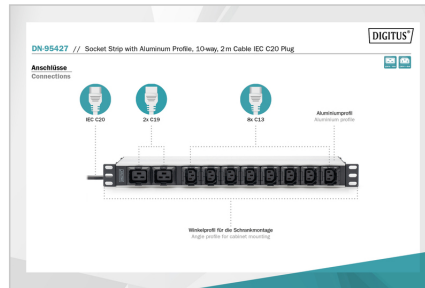 DIGITUS®
DN-95427 // Socket Strip with Aluminum Profile, 10-way, 2 m Cable IEC C20 Plug
Anschlüsse
Connections
IEC C20
2x C19
8x C13
Aluminiumprofil
Aluminum profile
Winkelprofil für die Schrankmontage
Angle profile for cabinet mounting